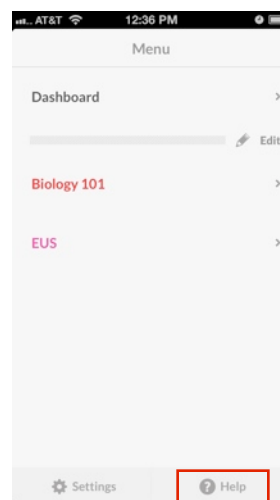 AT&T 12:36 PM
Menu
Dashboard
Edit
Biology 101
EUS
Settings
Help